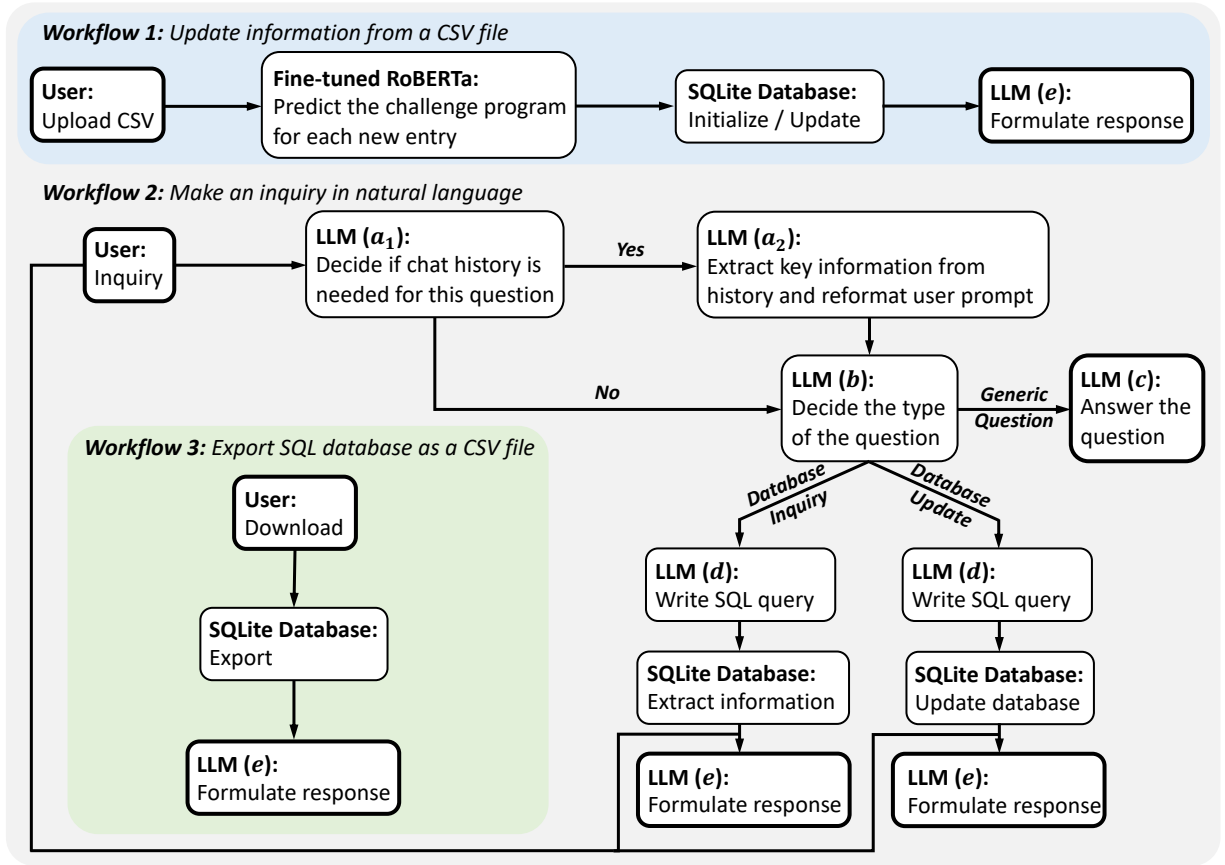 Workflow 1: Update information from a CSV file
User:
Upload CSV
Fine-tuned RoBERTa:
Predict the challenge program
for each new entry
SQLite Database:
Initialize / Update
LLM (e):
Formulate response
Workflow 2: Make an inquiry in natural language
User:
Inquiry
LLM (a₁):
Decide if chat history is
needed for this question
Yes
LLM (a₂):
Extract key information from
history and reformat user prompt
No
LLM (b):
Decide the type
of the question
Generic
Question
LLM (c):
Answer the
question
Database
Inquiry
Database
Update
LLM (d):
Write SQL query
LLM (d):
Write SQL query
SQLite Database:
Extract information
SQLite Database:
Update database
LLM (e):
Formulate response
LLM (e):
Formulate response
Workflow 3: Export SQL database as a CSV file
User:
Download
SQLite Database:
Export
LLM (e):
Formulate response